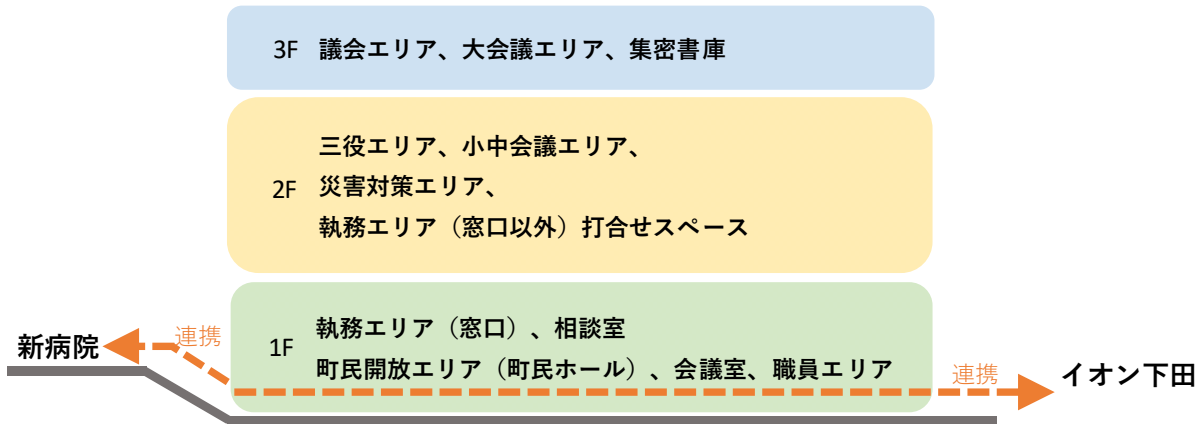 3F 議会エリア、大会議エリア、集密書庫
三役エリア、小中会議エリア、
2F 災害対策エリア、
執務エリア（窓口以外）打合せスペース
執務エリア（窓口）、相談室
1F
町民開放エリア（町民ホール）、会議室、職員エリア
新病院
連携
連携
イオン下田